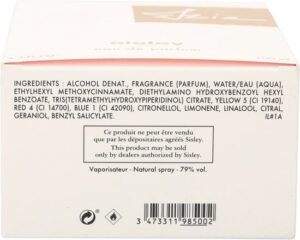 Izia
sisley
eau de parfum
INGREDIENTS : ALCOHOL DENAT., FRAGRANCE (PARFUM), WATER/EAU (AQUA),
ETHYLHEXYL METHOXYCINNAMATE, DIETHYLAMINO HYDROXYBENZOYL HEXYL
BENZOATE, TRIS(TETRAMETHYLHYDROXYPIPERIDINOL) CITRATE, YELLOW 5 (CI 19140),
RED 4 (CI 14700), BLUE 1 (CI 42090), CITRONELLOL, LIMONENE, LINALOOL, CITRAL,
GERANIOL, BENZYL SALICYLATE. IL#1A
Ce produit ne peut être vendu
que par les dépositaires agréés Sisley.
This product may be sold only
by dealers authorized by Sisley.
Vaporisateur - Natural spray - 79% vol.
3 473311 985002